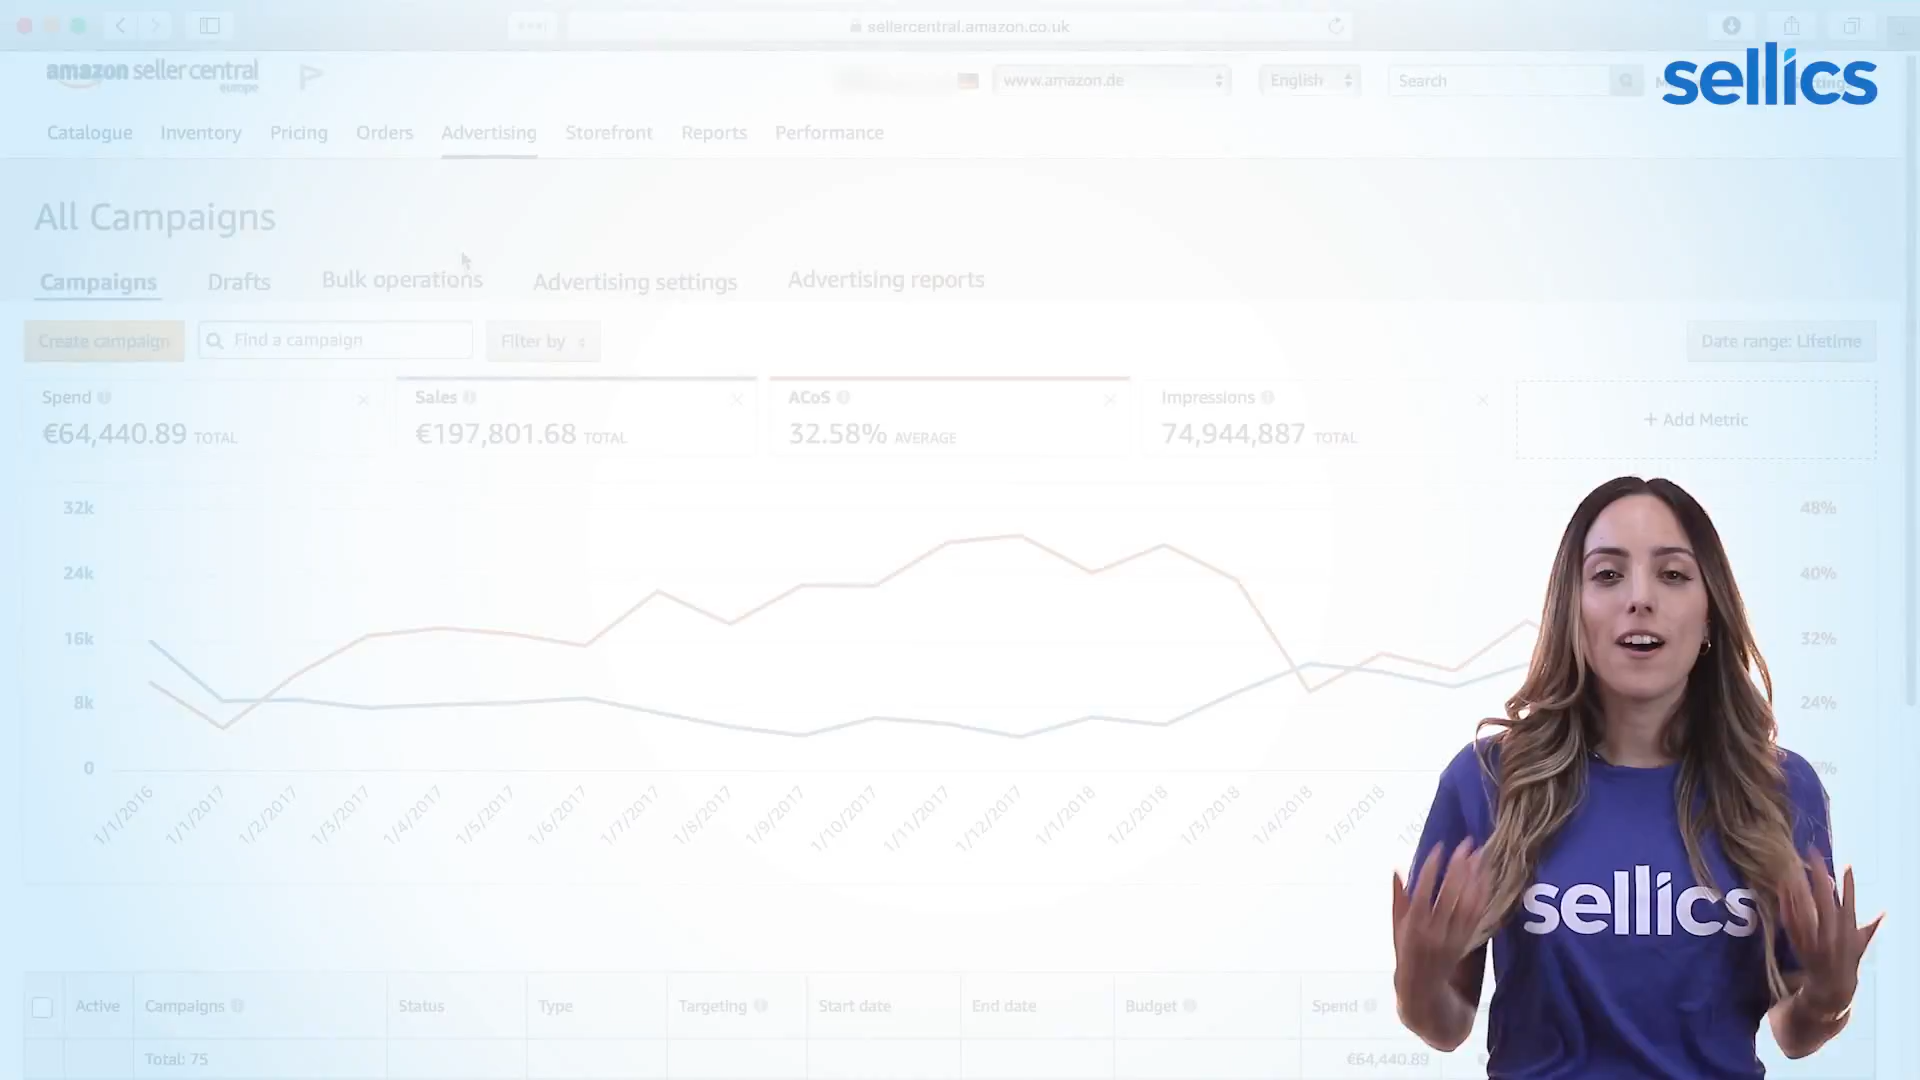 sellercentral.amazon.co.uk
amazon seller central
europe
www.amazon.de
English
Search
sellics
Catalogue
Inventory
Pricing
Orders
Advertising
Storefront
Reports
Performance
All Campaigns
Campaigns
Drafts
Bulk operations
Advertising settings
Advertising reports
Create campaign
Find a campaign
Filter by
Date range: Lifetime
Spend
€64,440.89 TOTAL
Sales
€197,801.68 TOTAL
ACoS
32.58% AVERAGE
Impressions
74,944,887 TOTAL
+ Add Metric
32k
24k
16k
8k
0
48%
40%
32%
24%
1/1/2016
1/1/2017
1/2/2017
1/3/2017
1/4/2017
1/5/2017
1/6/2017
1/7/2017
1/8/2017
1/9/2017
1/10/2017
1/11/2017
1/12/2017
1/1/2018
1/2/2018
1/3/2018
1/4/2018
1/5/2018
sellics
Active
Campaigns
Status
Type
Targeting
Start date
End date
Budget
Spend
Total: 75
€64,440.89